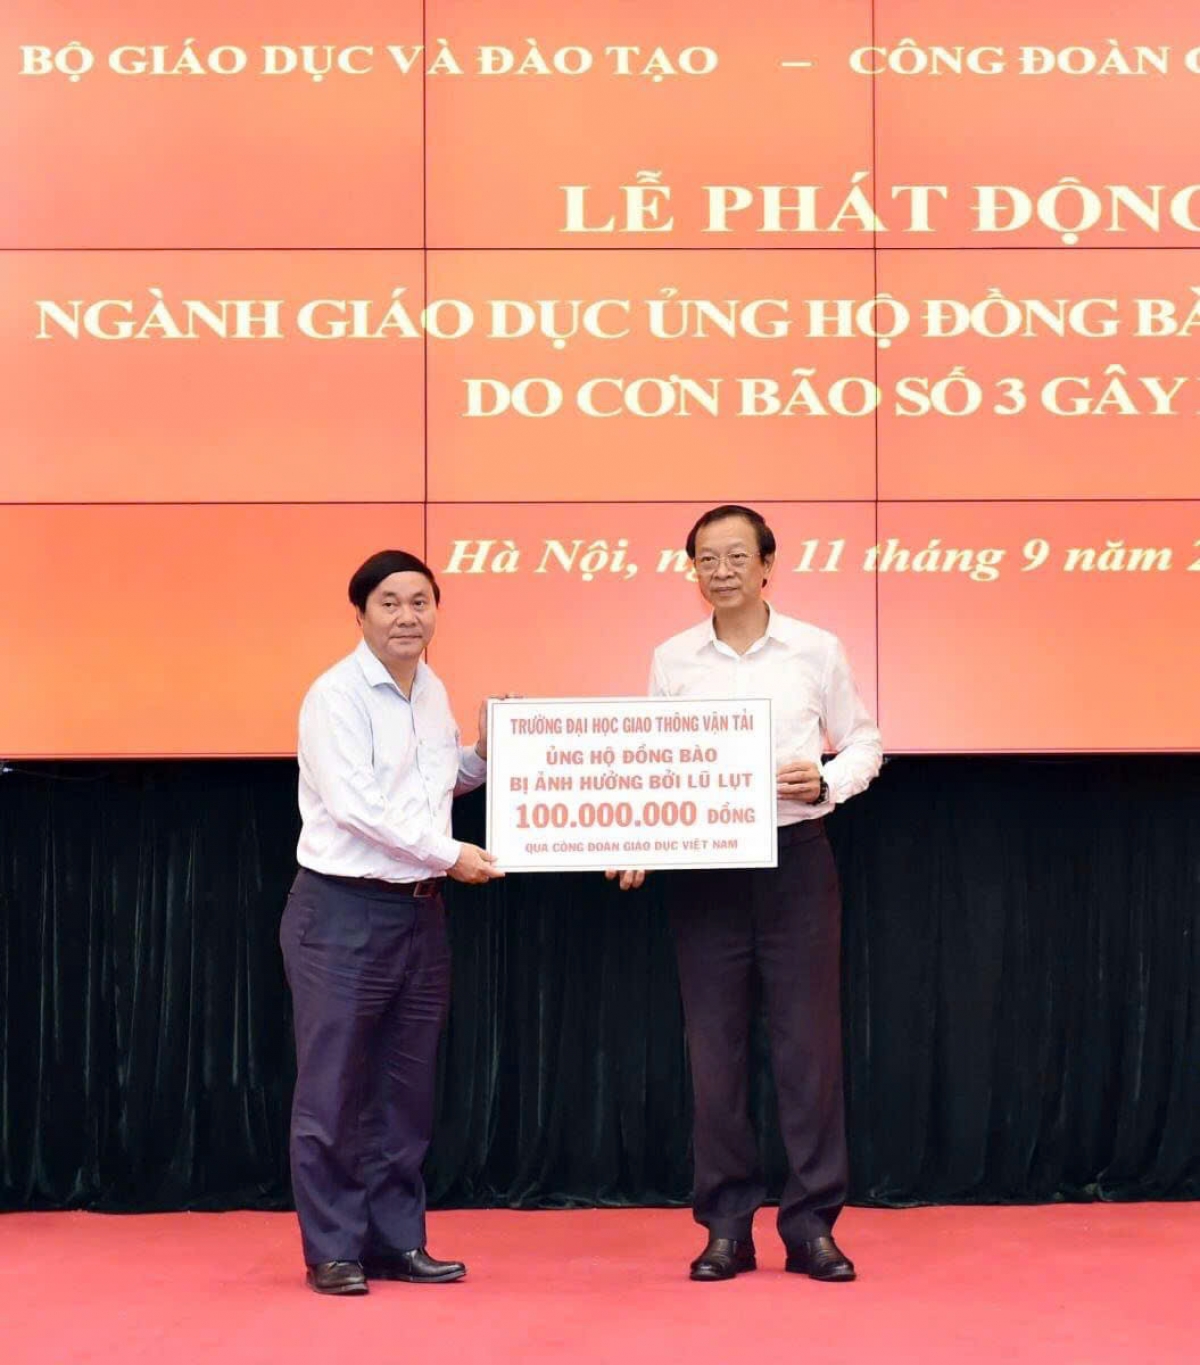 BỘ GIÁO DỤC VÀ ĐÀO TẠO – CÔNG ĐOÀN
LỄ PHÁT ĐỘNG
NGÀNH GIÁO DỤC ỦNG HỘ ĐỒNG BÀ
DO CƠN BÃO SỐ 3 GÂY
Hà Nội, 11 tháng 9 năm 2
TRƯỜNG ĐẠI HỌC GIAO THÔNG VẬN TẢI
ỦNG HỘ ĐỒNG BÀO
BỊ ẢNH HƯỞNG BỞI LŨ LỤT
100.000.000 ĐỒNG
QUA CÔNG ĐOÀN GIÁO DỤC VIỆT NAM